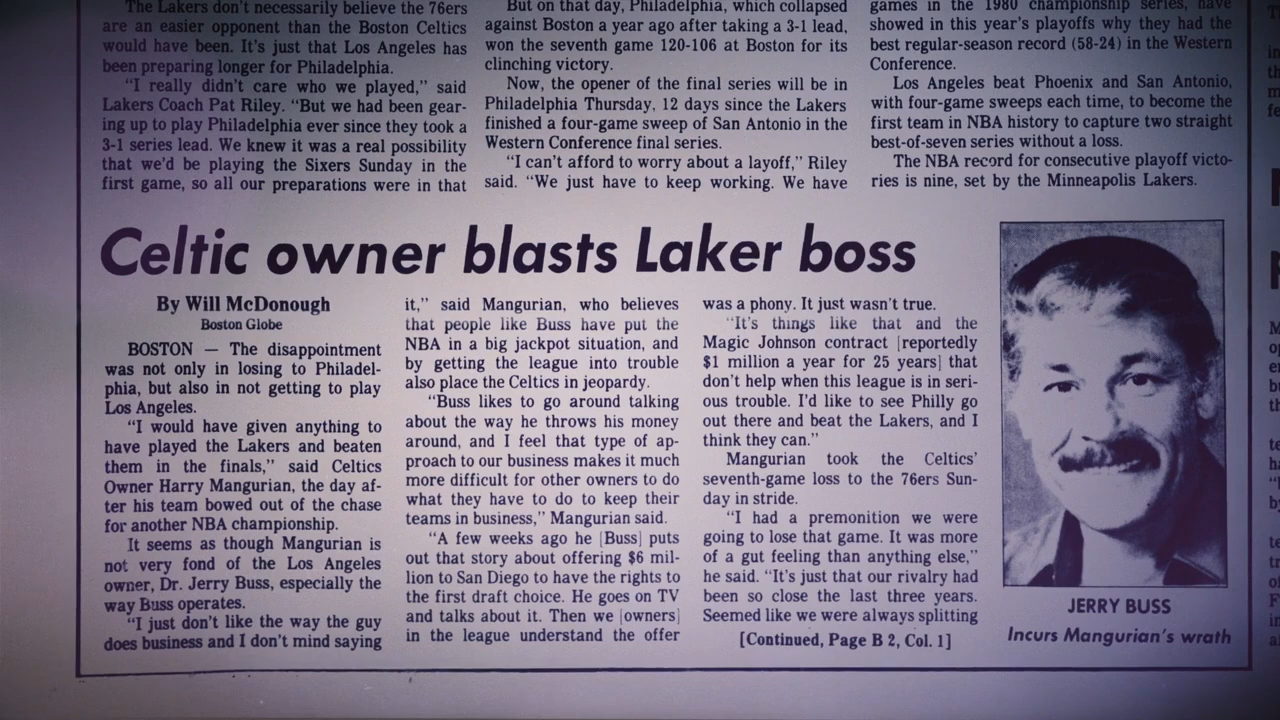 The Lakers don't necessarily believe the 76ers
are an easier opponent than the Boston Celtics
would have been. It's just that Los Angeles has
been preparing longer for Philadelphia.
"I really didn't care who we played," said
Lakers Coach Pat Riley. "But we had been gear-
ing up to play Philadelphia ever since they took a
3-1 series lead. We knew it was a real possibility
that we'd be playing the Sixers Sunday in the
first game, so all our preparations were in that
But on that day, Philadelphia, which collapsed
against Boston a year ago after taking a 3-1 lead,
won the seventh game 120-106 at Boston for its
clinching victory.
Now, the opener of the final series will be in
Philadelphia Thursday, 12 days since the Lakers
finished a four-game sweep of San Antonio in the
Western Conference final series.
"I can't afford to worry about a layoff," Riley
said. "We just have to keep working. We have
games in the 1980 championship series, have
showed in this year's playoffs why they had the
best regular-season record (58-24) in the Western
Conference.
Los Angeles beat Phoenix and San Antonio,
with four-game sweeps each time, to become the
first team in NBA history to capture two straight
best-of-seven series without a loss.
The NBA record for consecutive playoff victo-
ries is nine, set by the Minneapolis Lakers.
Celtic owner blasts Laker boss
By Will McDonough
Boston Globe
BOSTON — The disappointment
was not only in losing to Philadel-
phia, but also in not getting to play
Los Angeles.
"I would have given anything to
have played the Lakers and beaten
them in the finals," said Celtics
Owner Harry Mangurian, the day af-
ter his team bowed out of the chase
for another NBA championship.
It seems as though Mangurian is
not very fond of the Los Angeles
owner, Dr. Jerry Buss, especially the
way Buss operates.
"I just don't like the way the guy
does business and I don't mind saying
it," said Mangurian, who believes
that people like Buss have put the
NBA in a big jackpot situation, and
by getting the league into trouble
also place the Celtics in jeopardy.
"Buss likes to go around talking
about the way he throws his money
around, and I feel that type of ap-
proach to our business makes it much
more difficult for other owners to do
what they have to do to keep their
teams in business," Mangurian said.
"A few weeks ago he [Buss] puts
out that story about offering $6 mil-
lion to San Diego to have the rights to
the first draft choice. He goes on TV
and talks about it. Then we [owners]
in the league understand the offer
was a phony. It just wasn't true.
"It's things like that and the
Magic Johnson contract [reportedly
$1 million a year for 25 years] that
don't help when this league is in seri-
ous trouble. I'd like to see Philly go
out there and beat the Lakers, and I
think they can."
Mangurian took the Celtics'
seventh-game loss to the 76ers Sun-
day in stride.
"I had a premonition we were
going to lose that game. It was more
of a gut feeling than anything else,"
he said. "It's just that our rivalry had
been so close the last three years.
Seemed like we were always splitting
[Continued, Page B 2, Col. 1]
JERRY BUSS
Incurs Mangurian's wrath